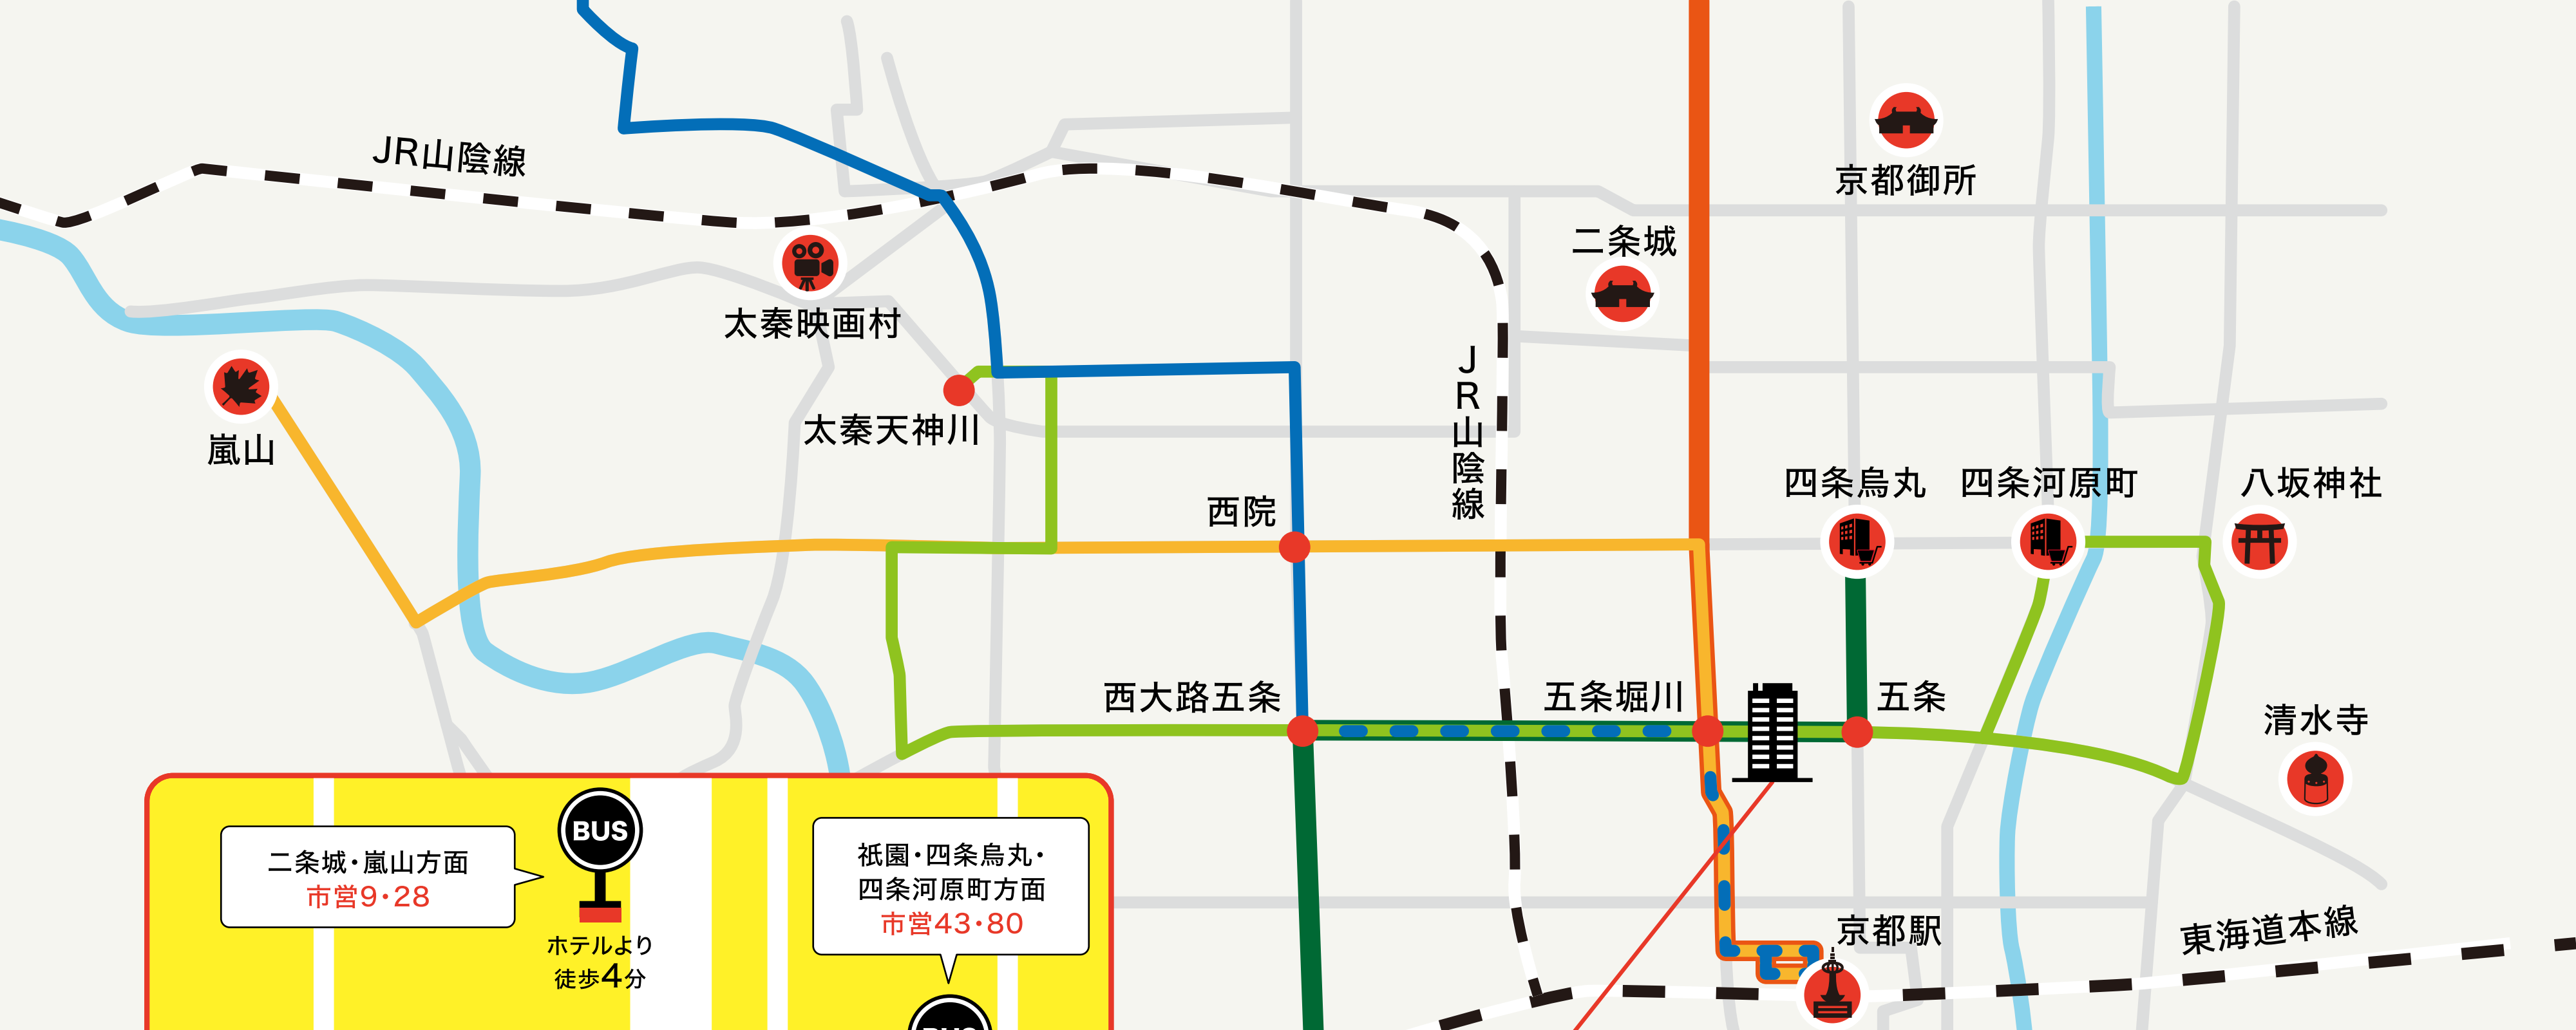 JR山陰線
京都御所
二条城
太秦映画村
JR山陰線
嵐山
太秦天神川
西院
四条烏丸
四条河原町
八坂神社
西大路五条
五条堀川
五条
清水寺
二条城・嵐山方面
市営9・28
BUS
ホテルより
徒歩4分
祇園・四条烏丸・
四条河原町方面
市営43・80
京都駅
東海道本線
BUS